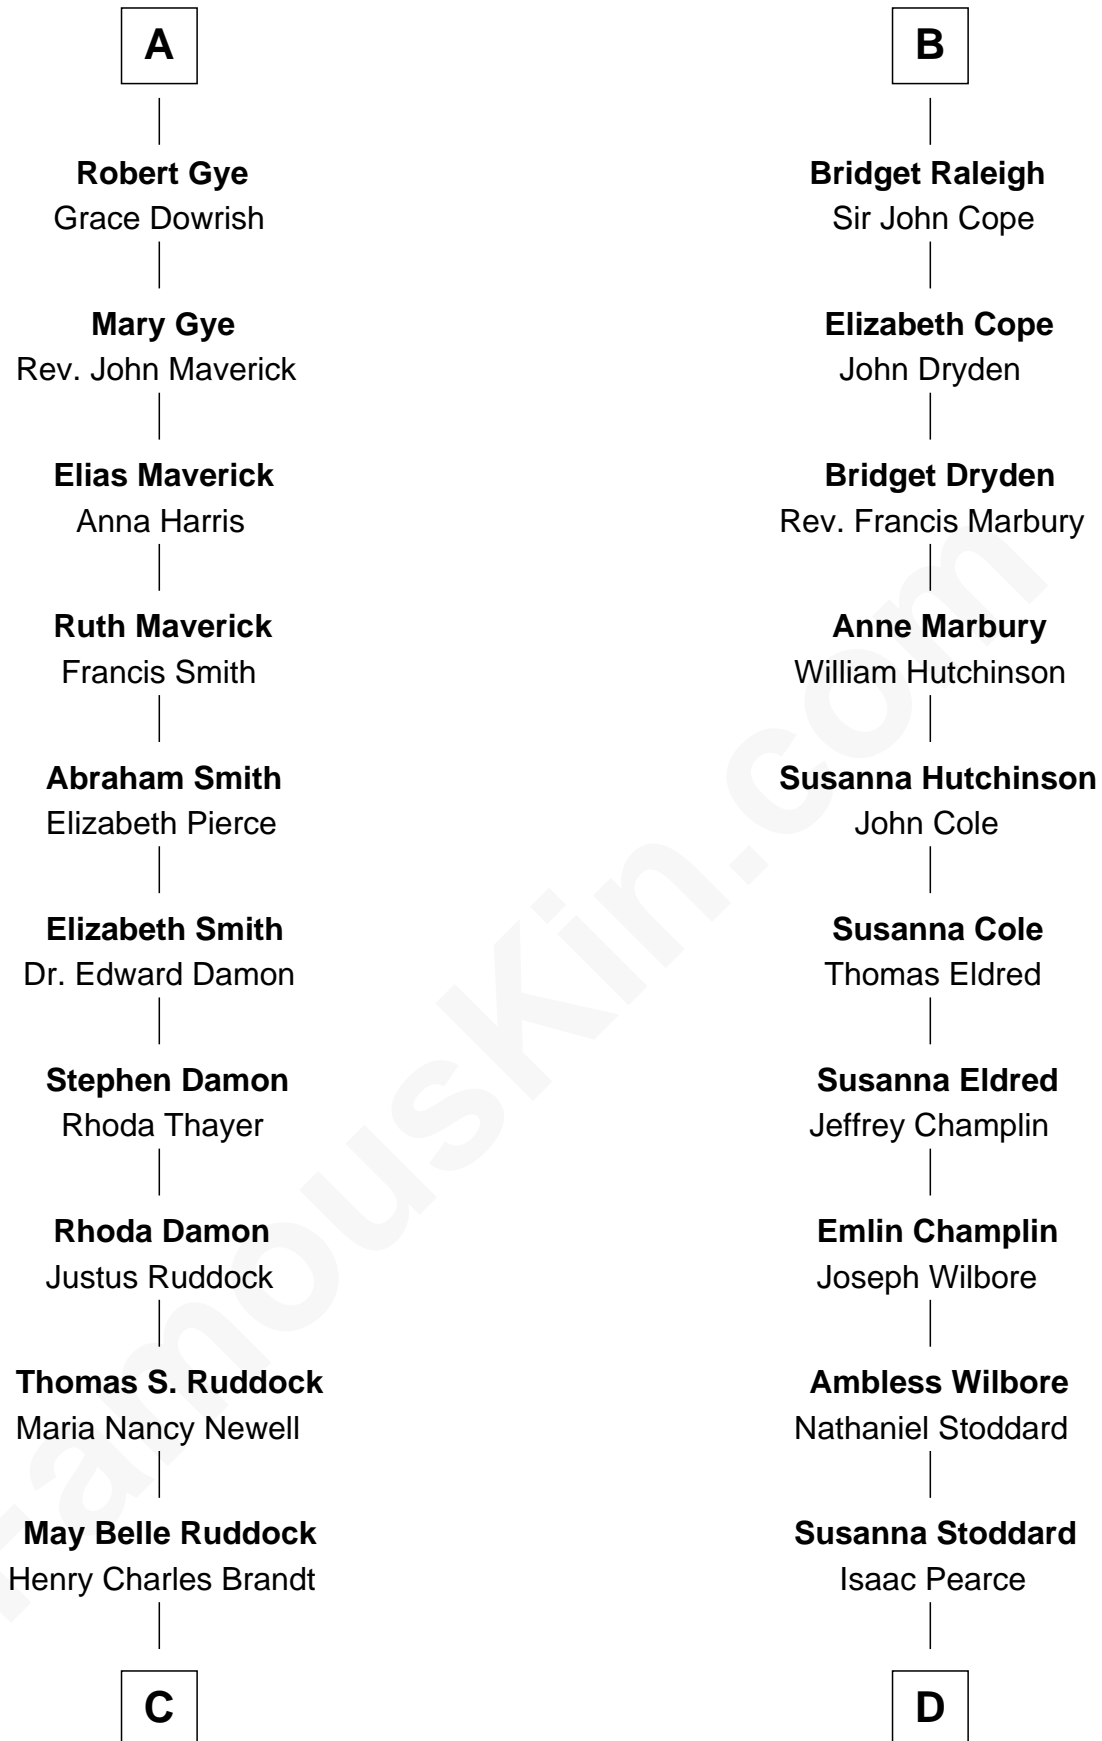 A
Robert Gye
Grace Dowrish
Mary Gye
Rev. John Maverick
Elias Maverick
Anna Harris
Ruth Maverick
Francis Smith
Abraham Smith
Elizabeth Pierce
Elizabeth Smith
Dr. Edward Damon
Stephen Damon
Rhoda Thayer
Rhoda Damon
Justus Ruddock
Thomas S. Ruddock
Maria Nancy Newell
May Belle Ruddock
Henry Charles Brandt
C
B
Bridget Raleigh
Sir John Cope
Elizabeth Cope
John Dryden
Bridget Dryden
Rev. Francis Marbury
Anne Marbury
William Hutchinson
Susanna Hutchinson
John Cole
Susanna Cole
Thomas Eldred
Susanna Eldred
Jeffrey Champlin
Emlin Champlin
Joseph Wilbore
Ambless Wilbore
Nathaniel Stoddard
Susanna Stoddard
Isaac Pearce
D
FamousKin.com